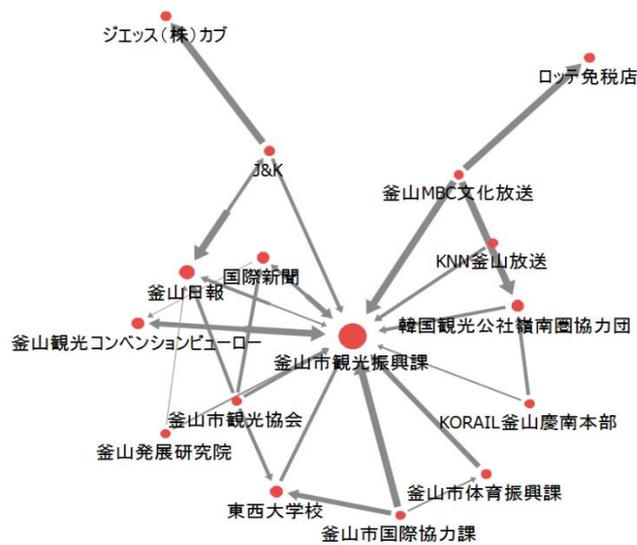 ジエッス(株)カブ
ロッテ免税店
J&K
釜山MBC文化放送
KNN釜山放送
国際新聞
釜山日報
韓国観光公社嶺南圏協力団
釜山観光コンベンションビューロー
釜山市観光振興課
釜山市観光協会
KORAIL釜山慶南本部
釜山発展研究院
釜山市体育振興課
東西大学校
釜山市国際協力課